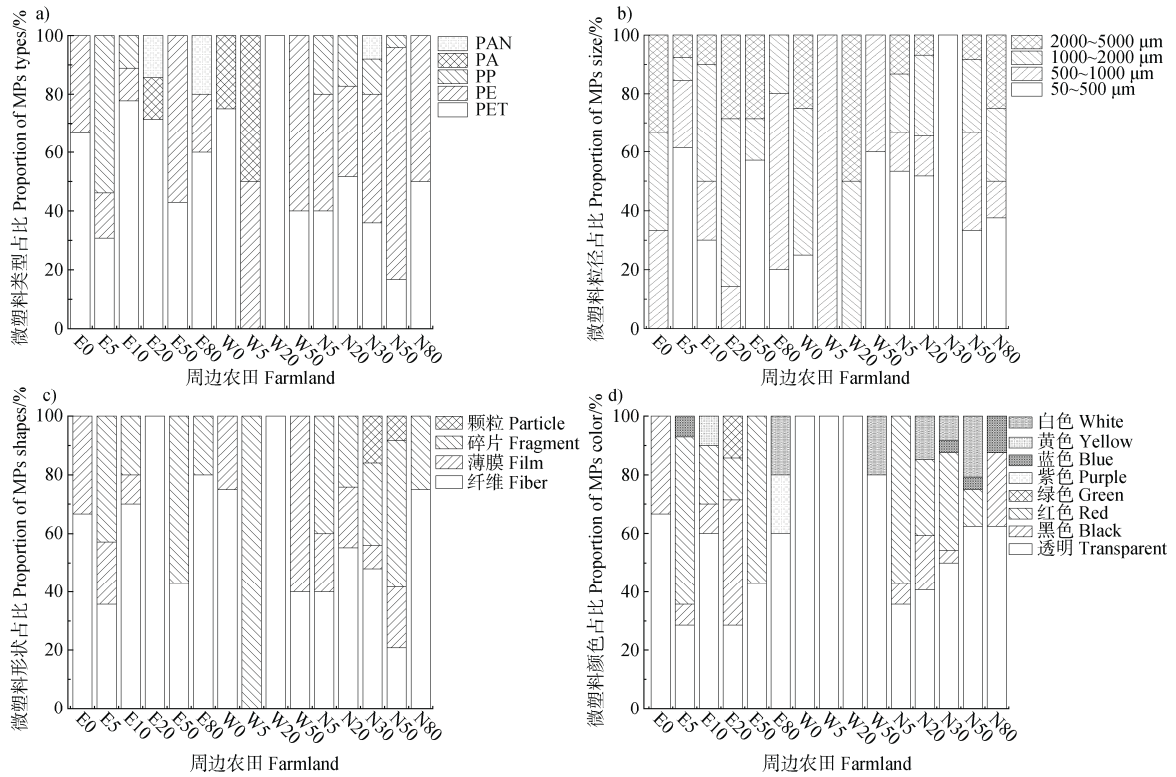 a)
微塑料类型占比 Proportion of MPs types/%
100
80
60
40
20
0
PAN
PA
PP
PE
PET
E0 E5 E10 E20 E50 E80 W0 W5 W20 W50 N5 N20 N30 N50 N80
周边农田 Farmland
b)
微塑料粒径占比 Proportion of MPs size/%
100
80
60
40
20
0
2000~5000 μm
1000~2000 μm
500~1000 μm
50~500 μm
E0 E5 E10 E20 E50 E80 W0 W5 W20 W50 N5 N20 N30 N50 N80
周边农田 Farmland
c)
微塑料形状占比 Proportion of MPs shapes/%
100
80
60
40
20
0
颗粒 Particle
碎片 Fragment
薄膜 Film
纤维 Fiber
E0 E5 E10 E20 E50 E80 W0 W5 W20 W50 N5 N20 N30 N50 N80
周边农田 Farmland
d)
微塑料颜色占比 Proportion of MPs color/%
100
80
60
40
20
0
白色 White
黄色 Yellow
蓝色 Blue
紫色 Purple
绿色 Green
红色 Red
黑色 Black
透明 Transparent
E0 E5 E10 E20 E50 E80 W0 W5 W20 W50 N5 N20 N30 N50 N80
周边农田 Farmland